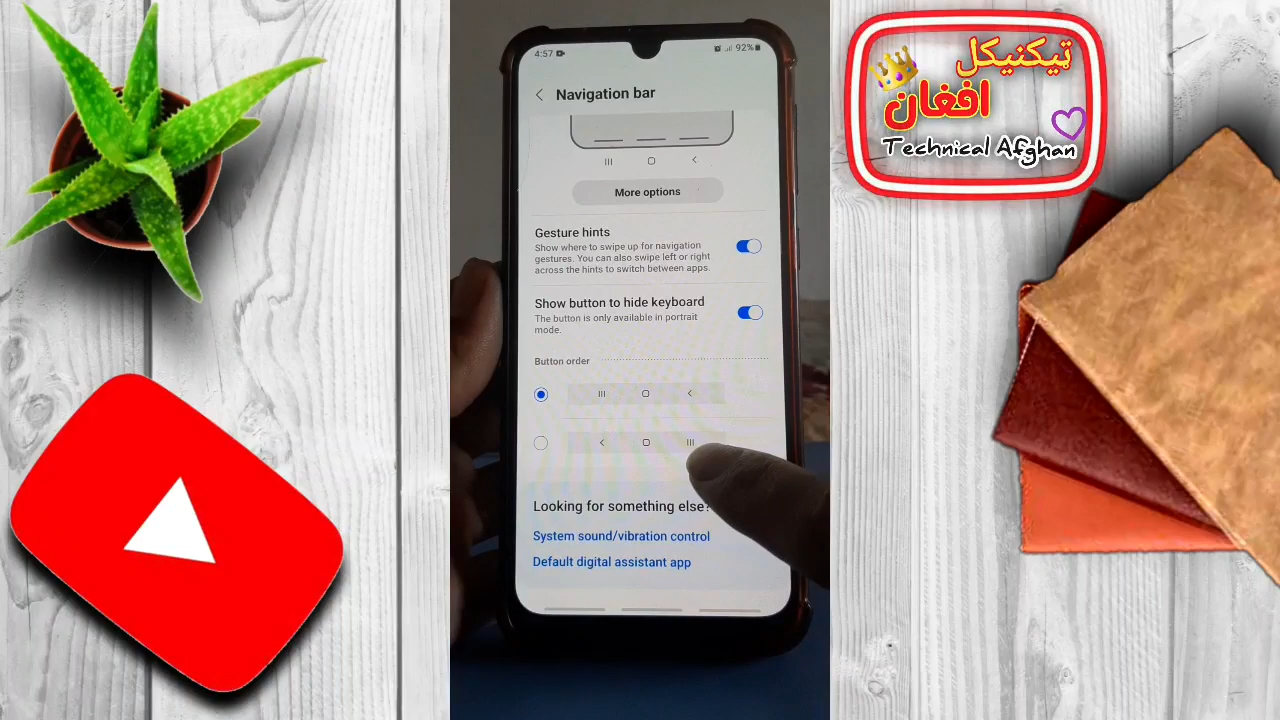 4:57
92%
Navigation bar
More options
Gesture hints
Show where to swipe up for navigation
gestures. You can also swipe left or right
across the hints to switch between apps.
Show button to hide keyboard
The button is only available in portrait
mode.
Button order
Looking for something else?
System sound/vibration control
Default digital assistant app
ټیکنیکل
افغان
Technical Afghan